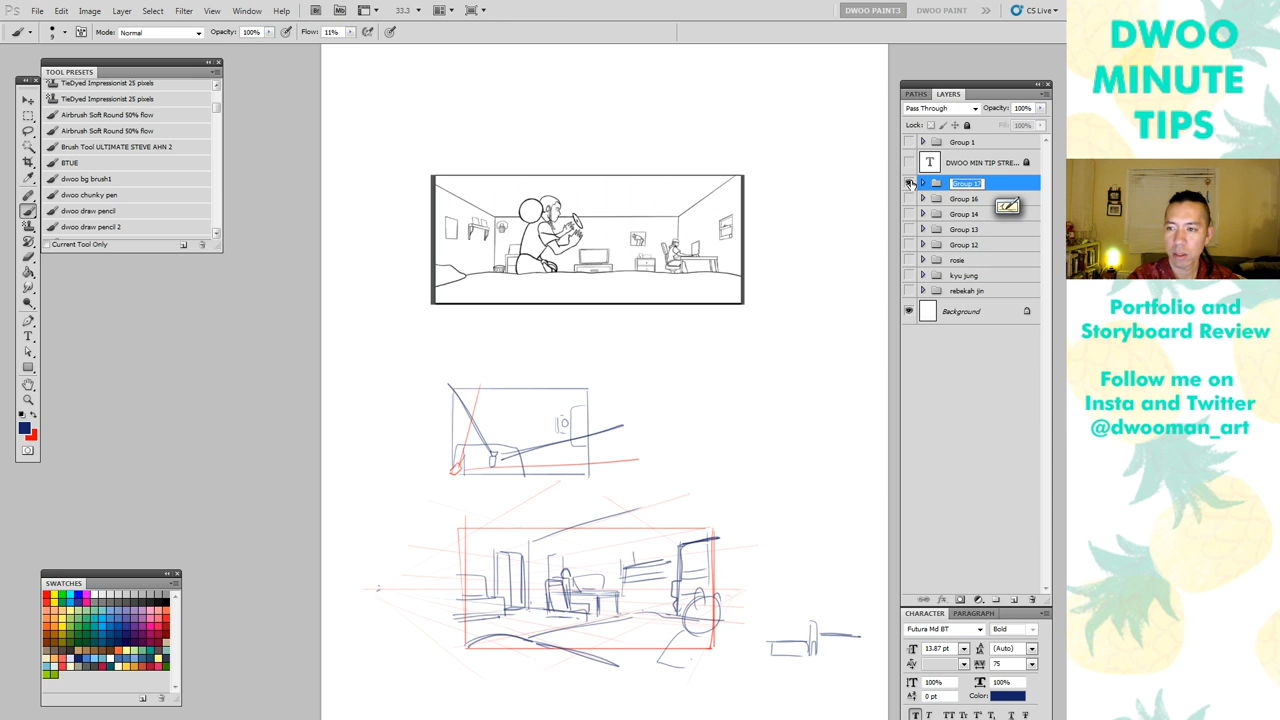 Ps File Edit Image Layer Select Filter View Window Help Br Mb 33.3 DWOO PAINT3 DWOO PAINT CS Live
9 Mode: Normal Opacity: 100% Flow: 11%
TOOL PRESETS
TieDyed Impressionist 25 pixels
TieDyed Impressionist 25 pixels
Airbrush Soft Round 50% flow
Airbrush Soft Round 50% flow
Brush Tool ULTIMATE STEVE AHN 2
BTUE
dwoo bg brush1
dwoo chunky pen
dwoo draw pencil
dwoo draw pencil 2
Current Tool Only
SWATCHES
PATHS LAYERS
Pass Through Opacity: 100%
Lock: Fill: 100%
Group 1
T DWOO MIN TIP STRE...
Group 17
Group 16
Group 14
Group 13
Group 12
rosie
kyu jung
rebekah jin
Background
CHARACTER PARAGRAPH
Futura Md BT Bold
13.87 pt (Auto)
75
100% 100%
0 pt Color:
DWOO
MINUTE
TIPS
Portfolio and
Storyboard Review
Follow me on
Insta and Twitter
@dwooman_art